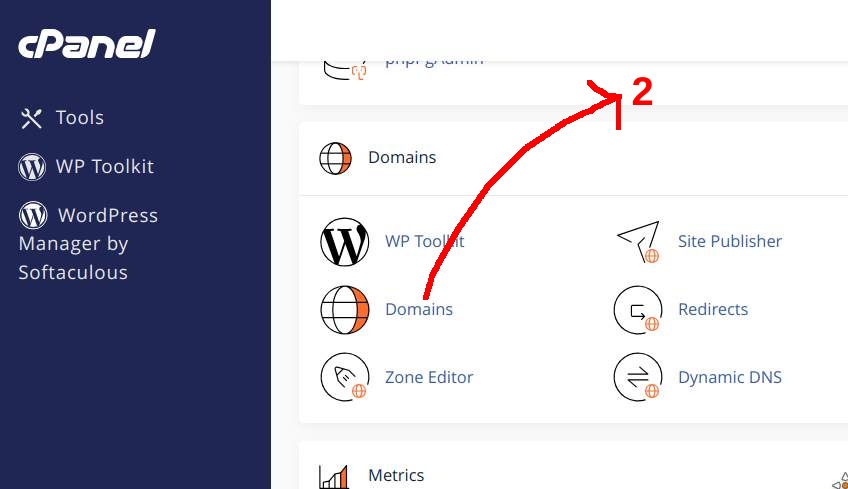 cPanel
Tools
WP Toolkit
WordPress
Manager by
Softaculous
phpPgAdmin
2
Domains
WP Toolkit
Site Publisher
Domains
Redirects
Zone Editor
Dynamic DNS
Metrics